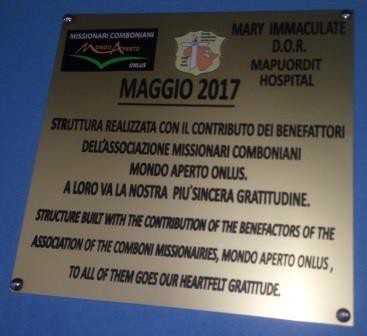 MISSIONARI COMBONIANI
MONDO APERTO
ONLUS
MARY IMMACULATE
D.O.R.
MAPUORDIT
HOSPITAL
MAGGIO 2017
STRUTTURA REALIZZATA CON IL CONTRIBUTO DEI BENEFATTORI
DELL'ASSOCIAZIONE MISSIONARI COMBONIANI
MONDO APERTO ONLUS.
A LORO VA LA NOSTRA PIU'SINCERA GRATITUDINE.
STRUCTURE BUILT WITH THE CONTRIBUTION OF THE BENEFACTORS OF THE
ASSOCIATION OF THE COMBONI MISSIONAIRIES, MONDO APERTO ONLUS ,
TO ALL OF THEM GOES OUR HEARTFELT GRATITUDE.